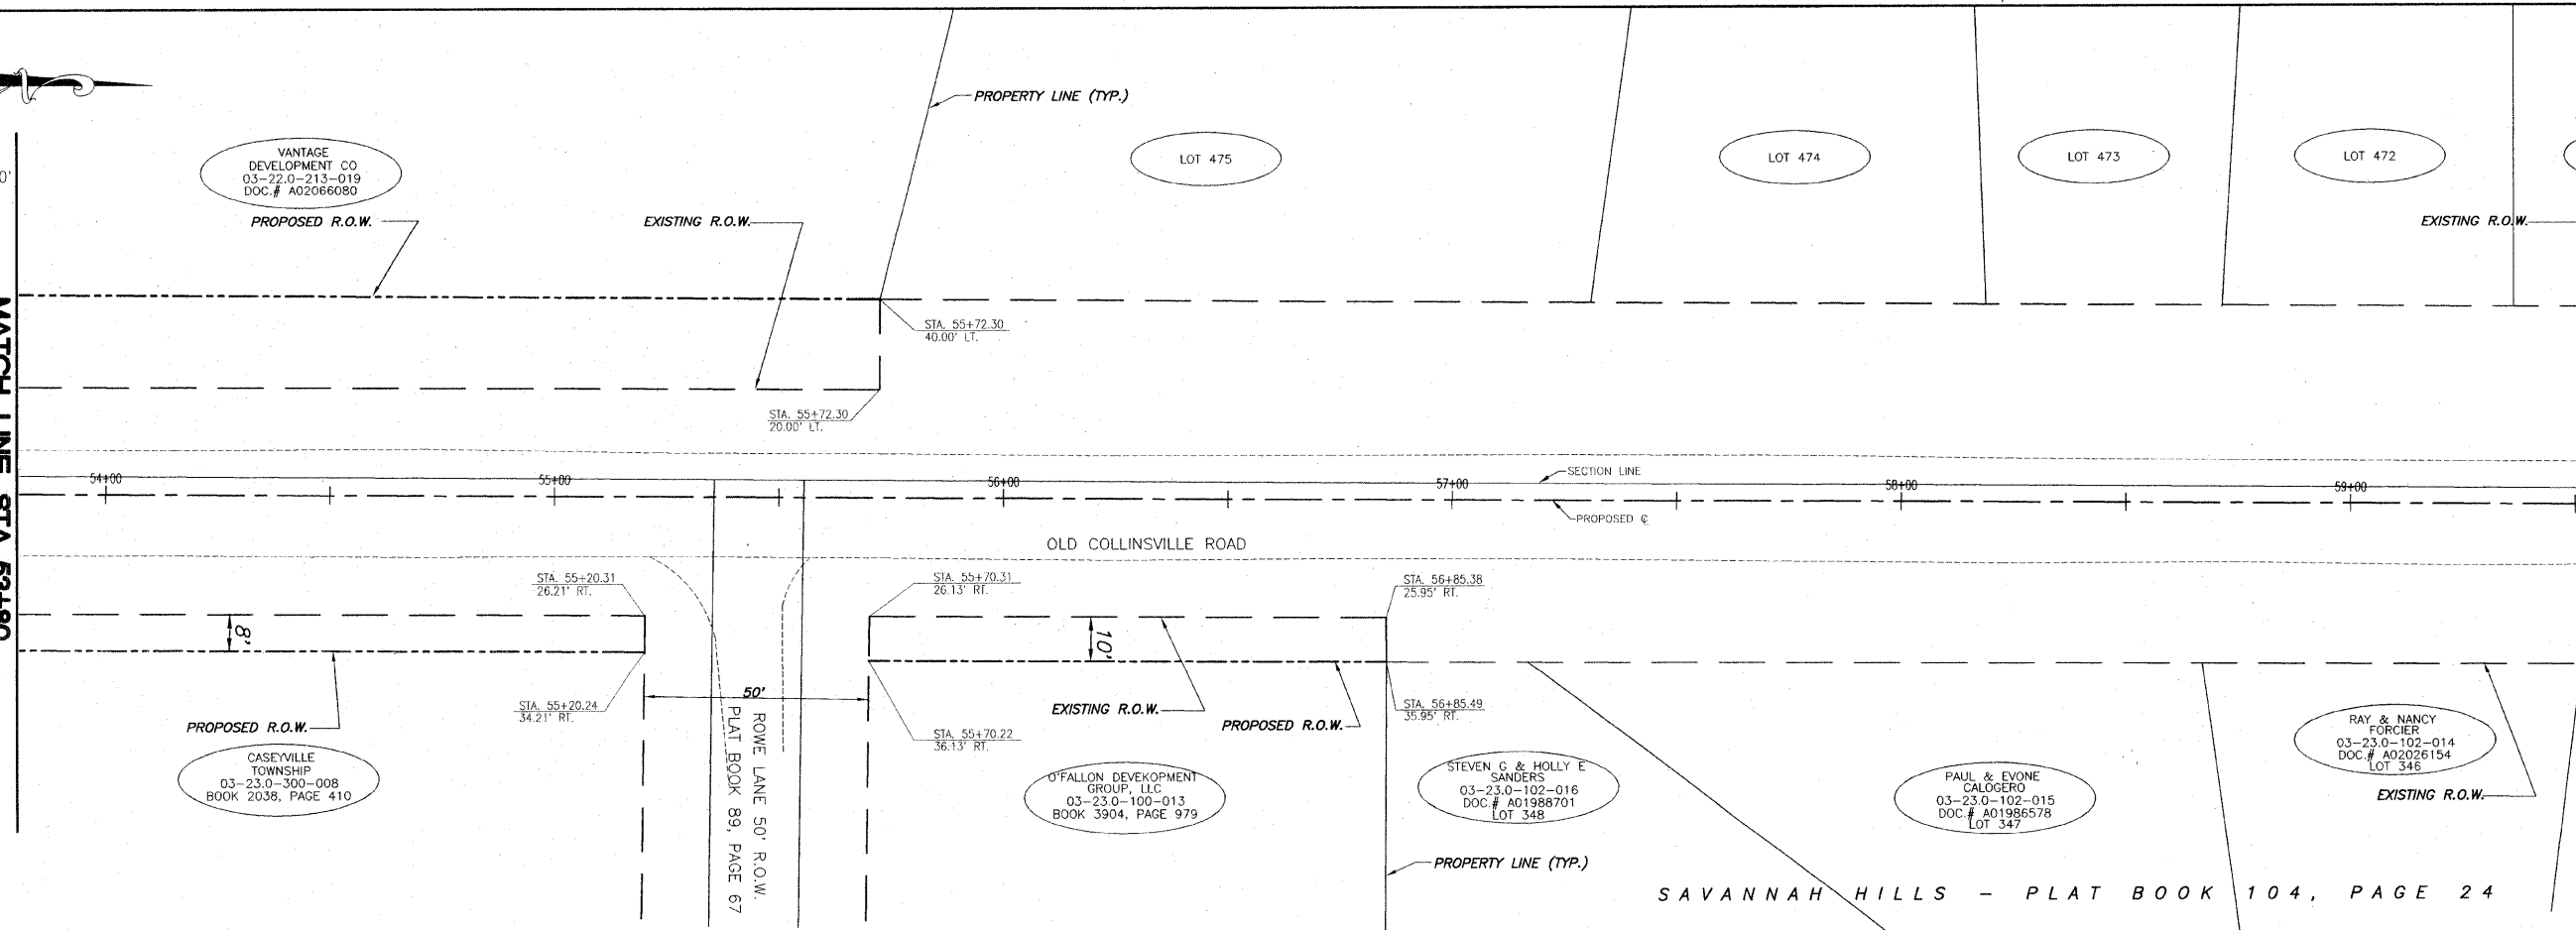 PROPERTY LINE (TYP.)
VANTAGE
DEVELOPMENT CO
03-22.0-213-019
DOC.# A02066080
LOT 475
LOT 474
LOT 473
LOT 472
0'
PROPOSED R.O.W.
EXISTING R.O.W.
EXISTING R.O.W.
STA. 55+72.30
40.00' LT.
STA. 55+72.30
20.00' LT.
MATCH LINE STA
SECTION LINE
54+00
55+00
56+00
57+00
58+00
59+00
PROPOSED ℄
OLD COLLINSVILLE ROAD
STA. 55+20.31
26.21' RT.
STA. 55+70.31
26.13' RT.
STA. 56+85.38
25.95' RT.
8'
10'
50'
STA. 55+20.24
34.21' RT.
EXISTING R.O.W.
PROPOSED R.O.W.
STA. 56+85.49
35.95' RT.
PROPOSED R.O.W.
STA. 55+70.22
36.13' RT.
ROWE LANE 50' R.O.W.
PLAT BOOK 89, PAGE 67
CASEYVILLE
TOWNSHIP
03-23.0-300-008
BOOK 2038, PAGE 410
O'FALLON DEVEKOPMENT
GROUP, LLC
03-23.0-100-013
BOOK 3904, PAGE 979
STEVEN G & HOLLY E
SANDERS
03-23.0-102-016
DOC.# A01988701
LOT 348
PAUL & EVONE
CALOGERO
03-23.0-102-015
DOC.# A01986578
LOT 347
RAY & NANCY
FORCIER
03-23.0-102-014
DOC.# A02026154
LOT 346
EXISTING R.O.W.
PROPERTY LINE (TYP.)
SAVANNAH HILLS - PLAT BOOK 104, PAGE 24